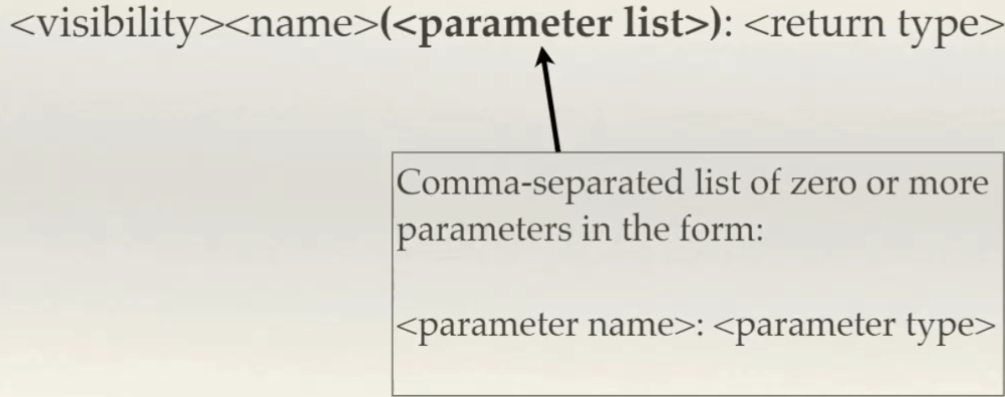 <visibility><name>(<parameter list>): <return type>
Comma-separated list of zero or more
parameters in the form:
<parameter name>: <parameter type>